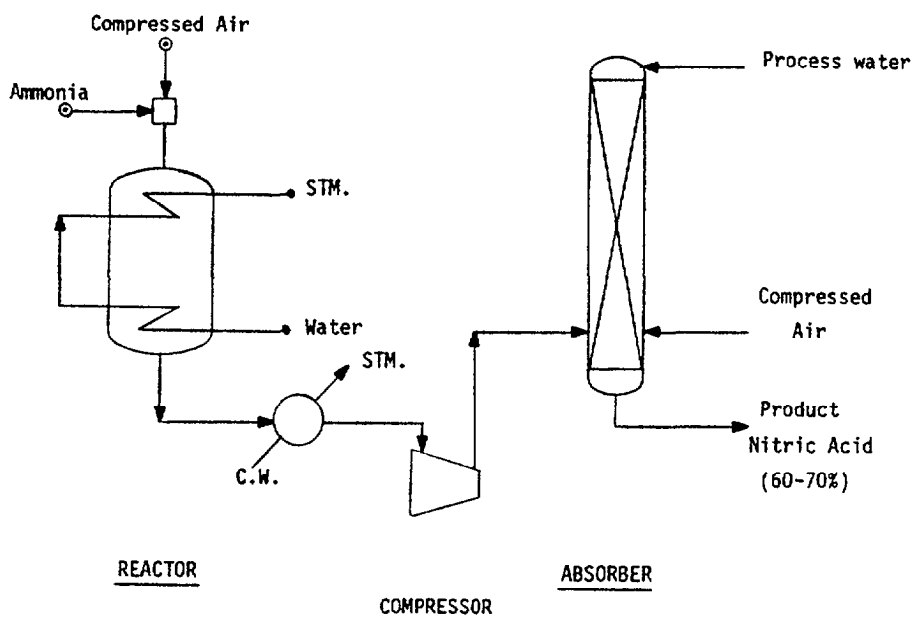 Compressed Air
Ammonia
Process water
STM.
Compressed
Air
Water
STM.
Product
Nitric Acid
(60-70%)
C.W.
REACTOR
ABSORBER
COMPRESSOR